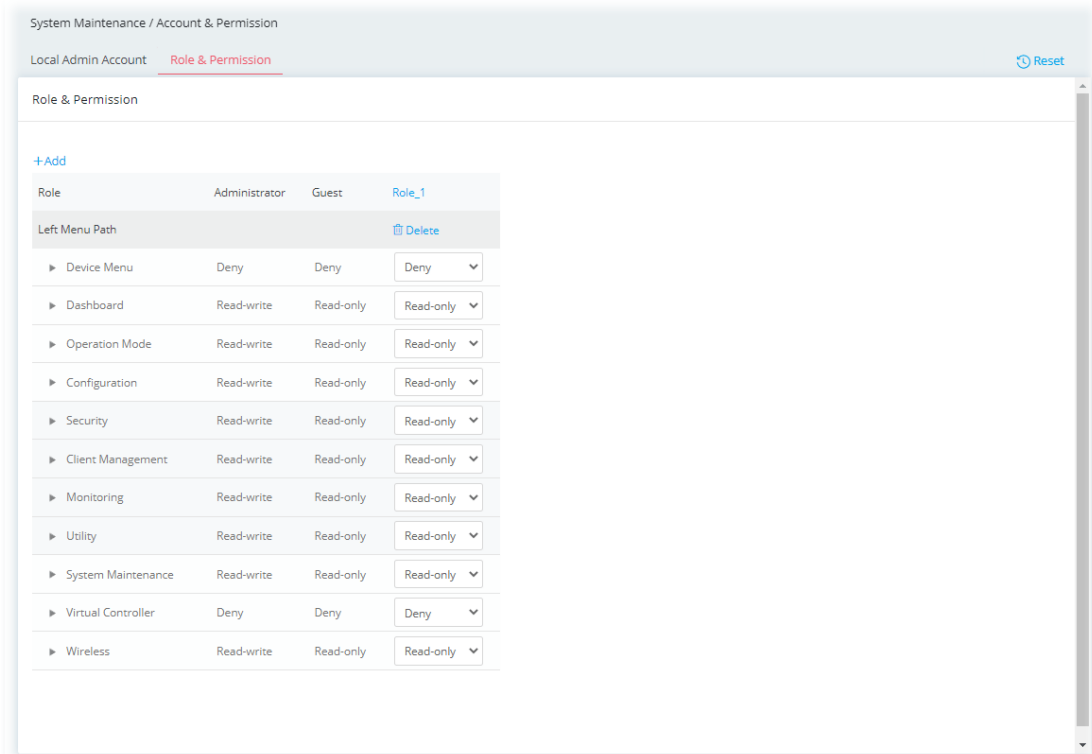 System Maintenance / Account & Permission
Local Admin Account Role & Permission Reset
Role & Permission
+Add
Role Administrator Guest Role_1
Left Menu Path Delete
Device Menu Deny Deny Deny
Dashboard Read-write Read-only Read-only
Operation Mode Read-write Read-only Read-only
Configuration Read-write Read-only Read-only
Security Read-write Read-only Read-only
Client Management Read-write Read-only Read-only
Monitoring Read-write Read-only Read-only
Utility Read-write Read-only Read-only
System Maintenance Read-write Read-only Read-only
Virtual Controller Deny Deny Deny
Wireless Read-write Read-only Read-only